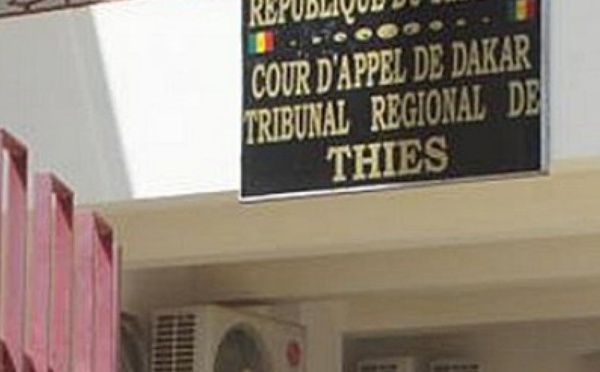 REPUBLIQUE DU
COUR D'APPEL DE DAKAR
TRIBUNAL REGIONAL DE
THIES